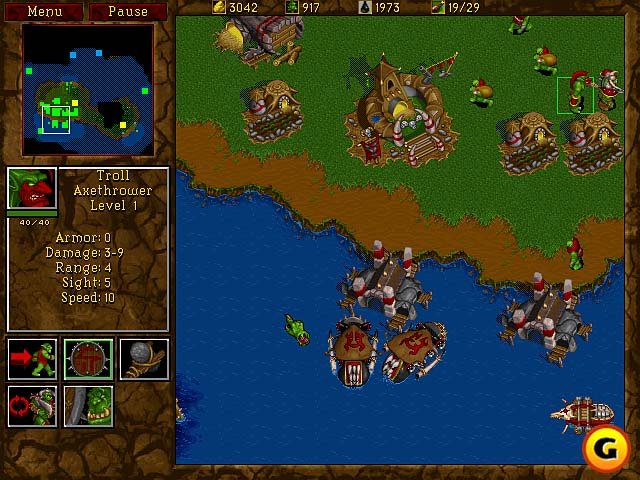 Menu Pause 3042 917 1973 19/29
Troll
Axethrower
Level 1
40/40
Armor: 0
Damage: 3-9
Range: 4
Sight: 5
Speed: 10
G